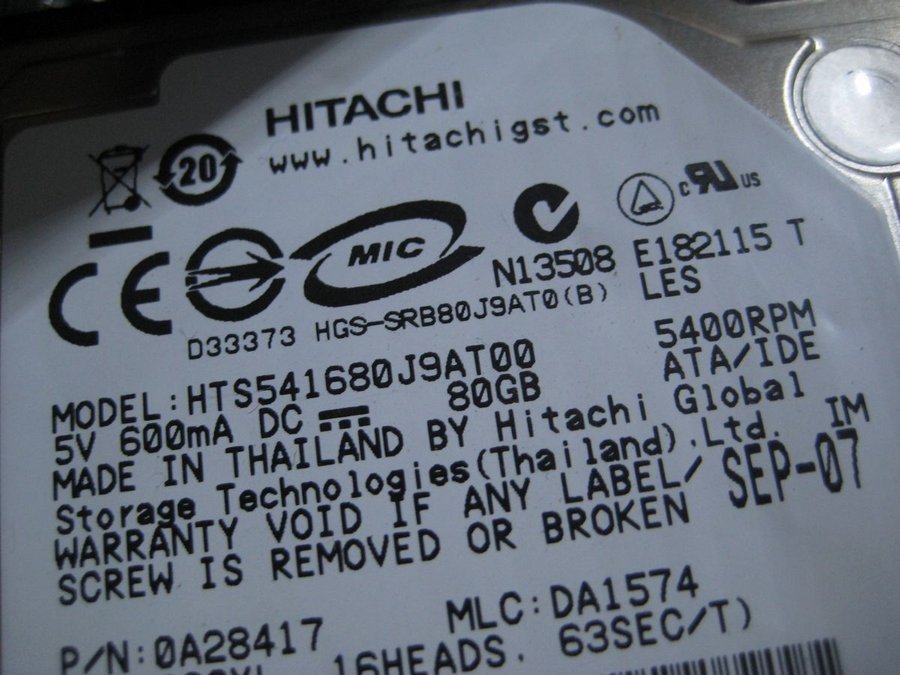 HITACHI
www.hitachigst.com
20
c RU US
CE MIC N13508 E182115 T
D33373 HGS-SRB80J9AT0(B) LES
MODEL:HTS541680J9AT00 5400RPM
5V 600mA DC 80GB ATA/IDE
MADE IN THAILAND BY Hitachi Global
Storage Technologies(Thailand),Ltd. IM
WARRANTY VOID IF ANY LABEL/ SEP-07
SCREW IS REMOVED OR BROKEN
P/N:0A28417 MLC:DA1574
16HEADS. 63SEC/T)